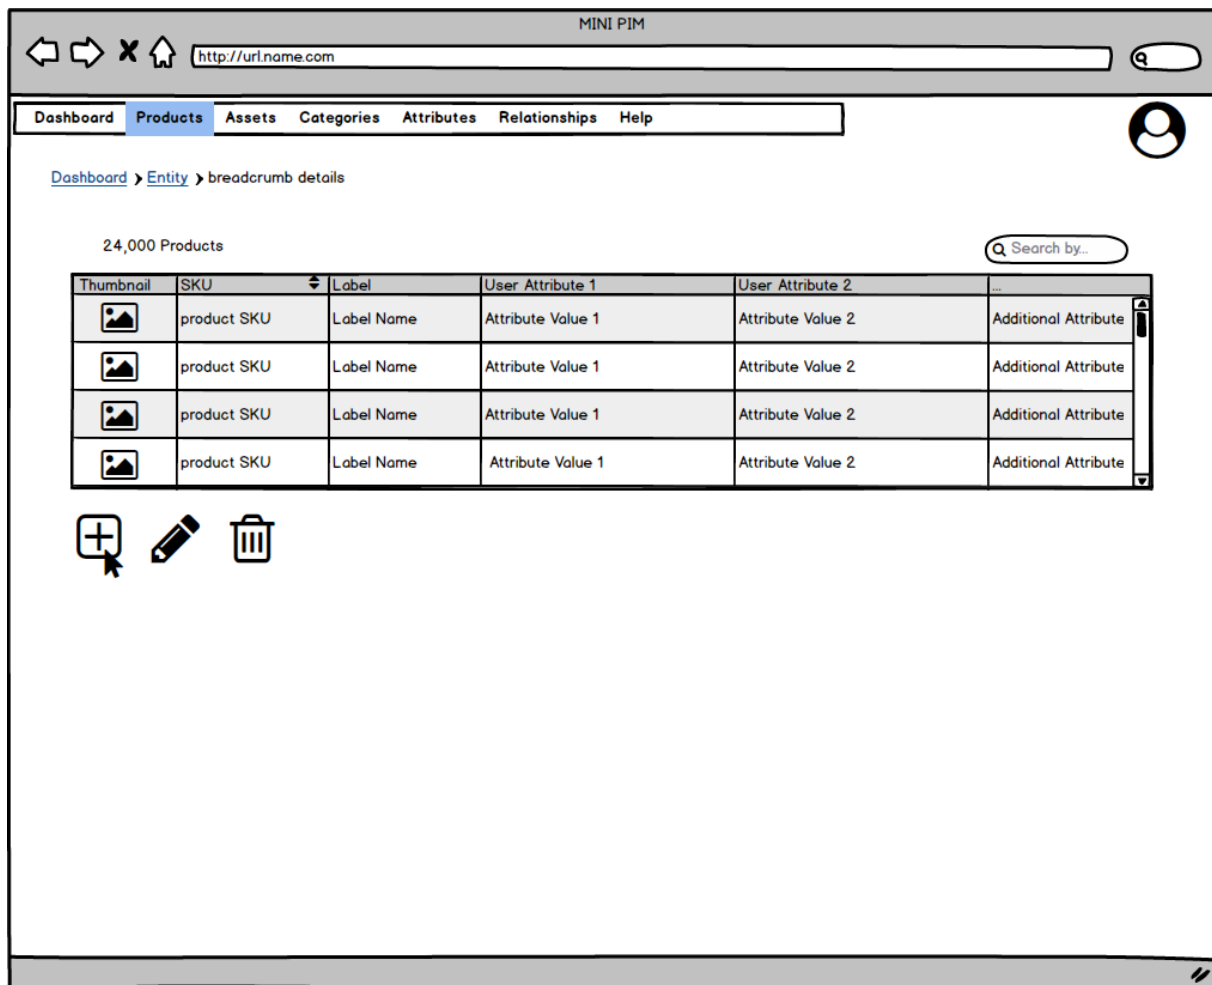 MINI PIM
http://url.name.com
Dashboard Products Assets Categories Attributes Relationships Help
Dashboard Entity breadcrumb details
24,000 Products
Search by...
Thumbnail SKU Label User Attribute 1 User Attribute 2 ...
product SKU Label Name Attribute Value 1 Attribute Value 2 Additional Attribute
product SKU Label Name Attribute Value 1 Attribute Value 2 Additional Attribute
product SKU Label Name Attribute Value 1 Attribute Value 2 Additional Attribute
product SKU Label Name Attribute Value 1 Attribute Value 2 Additional Attribute